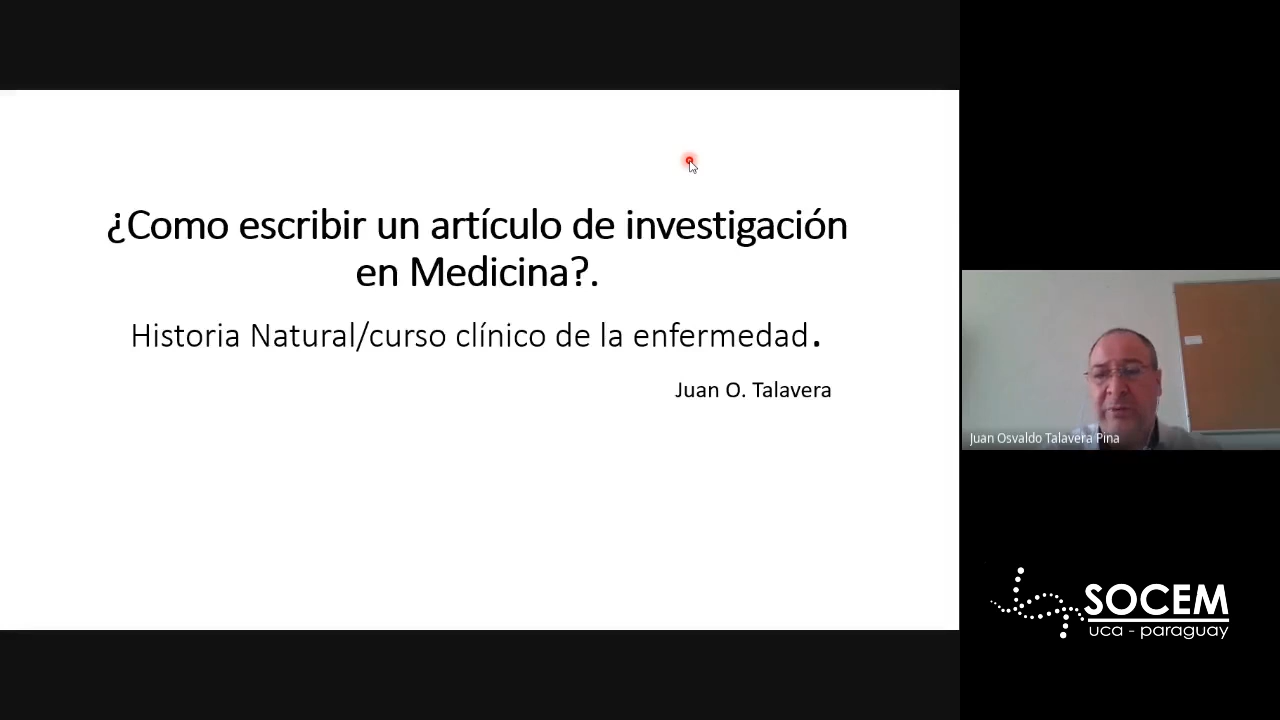 ¿Como escribir un artículo de investigación
en Medicina?.
Historia Natural/curso clínico de la enfermedad.
Juan O. Talavera
Juan Osvaldo Talavera Pina
SOCEM
uca - paraguay